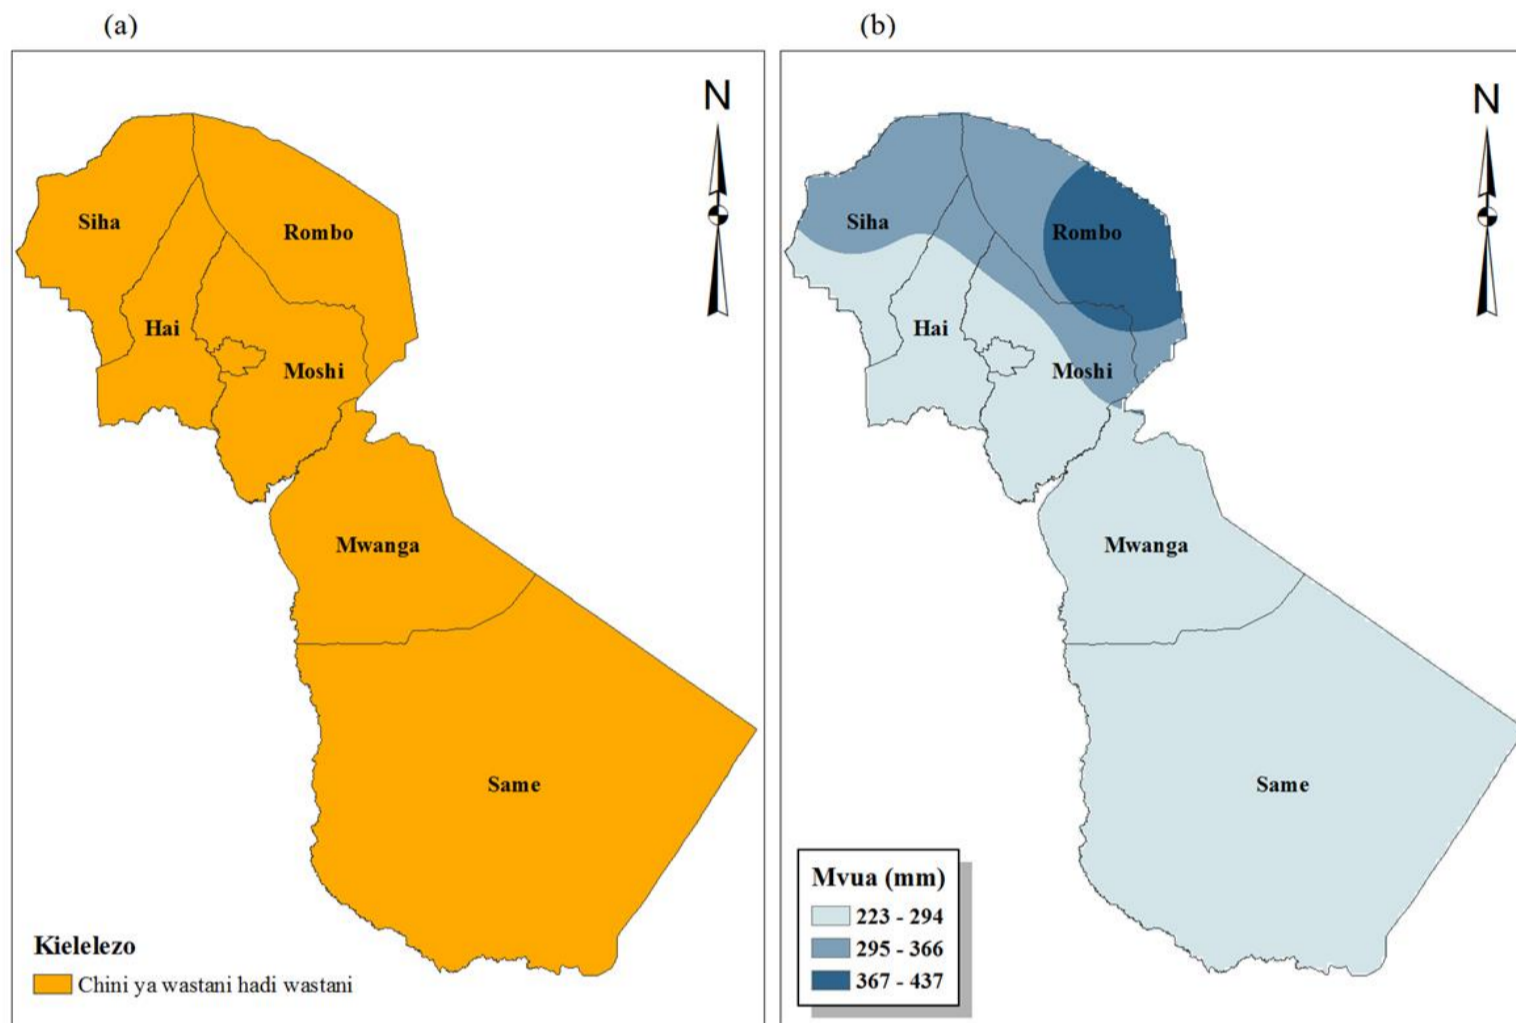 (a)
N
Siha
Rombo
Hai
Moshi
Mwanga
Same
Kielelezo
Chini ya wastani hadi wastani
(b)
N
Siha
Rombo
Hai
Moshi
Mwanga
Same
Mvua (mm)
223 - 294
295 - 366
367 - 437